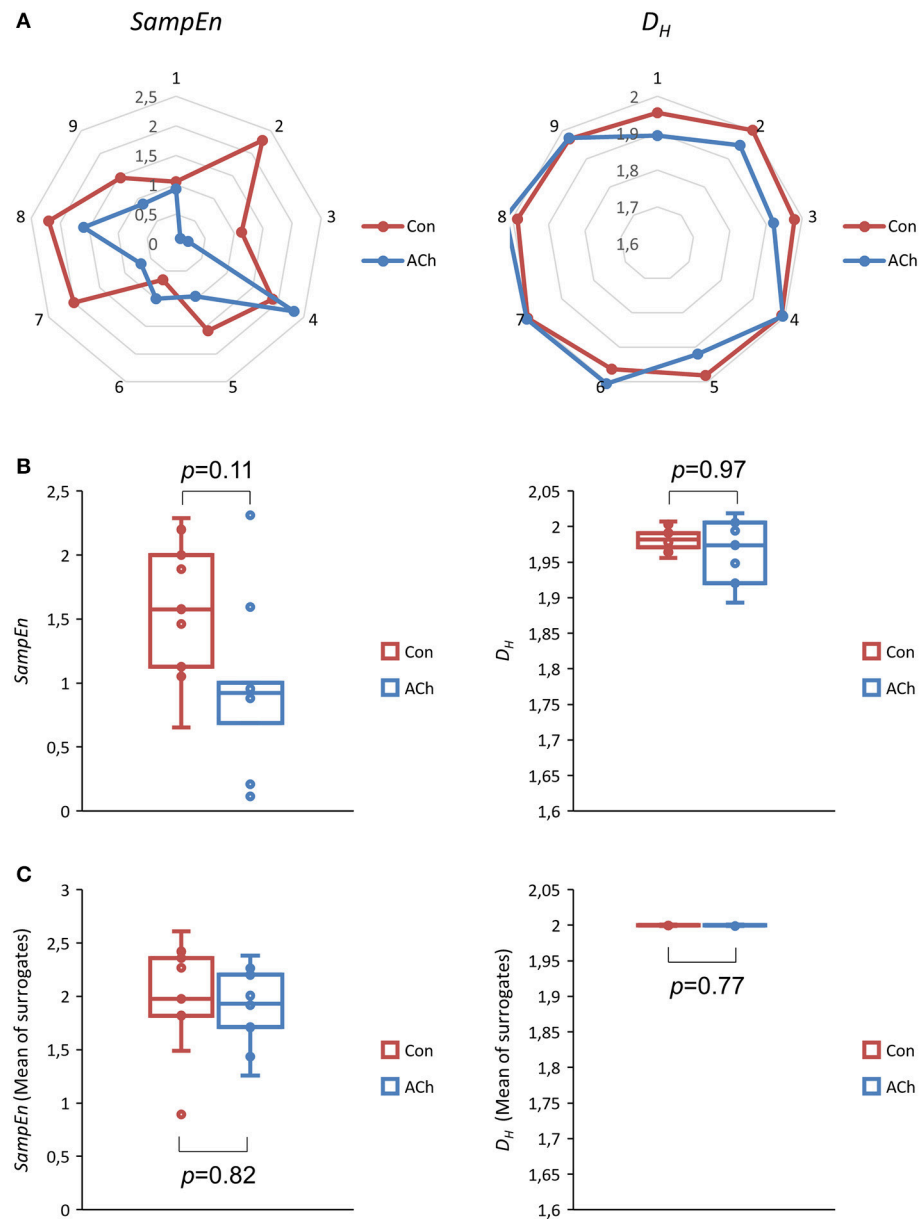 A
SampEn
D_H
1
2
3
4
5
6
7
8
9
2,5
2
1,5
1
0,5
0
Con
ACh
1
2
3
4
5
6
7
8
9
2
1,9
1,8
1,7
1,6
Con
ACh
B
p=0.11
SampEn
2,5
2
1,5
1
0,5
0
Con
ACh
p=0.97
D_H
2,05
2
1,95
1,9
1,85
1,8
1,75
1,7
1,65
1,6
Con
ACh
C
SampEn (Mean of surrogates)
3
2,5
2
1,5
1
0,5
0
p=0.82
Con
ACh
D_H (Mean of surrogates)
2,05
2
1,95
1,9
1,85
1,8
1,75
1,7
1,65
1,6
p=0.77
Con
ACh